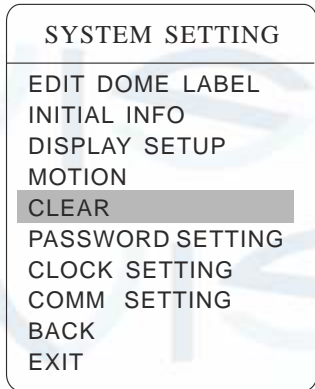 SYSTEM SETTING
EDIT DOME LABEL
INITIAL INFO
DISPLAY SETUP
MOTION
CLEAR
PASSWORD SETTING
CLOCK SETTING
COMM SETTING
BACK
EXIT